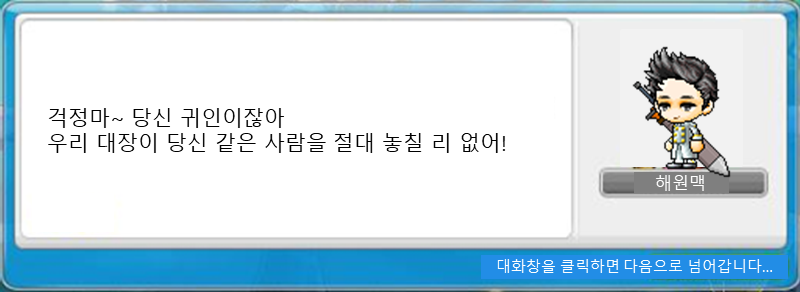 걱정마~ 당신 귀인이잖아
우리 대장이 당신 같은 사람을 절대 놓칠 리 없어!
해원맥
대화창을 클릭하면 다음으로 넘어갑니다...